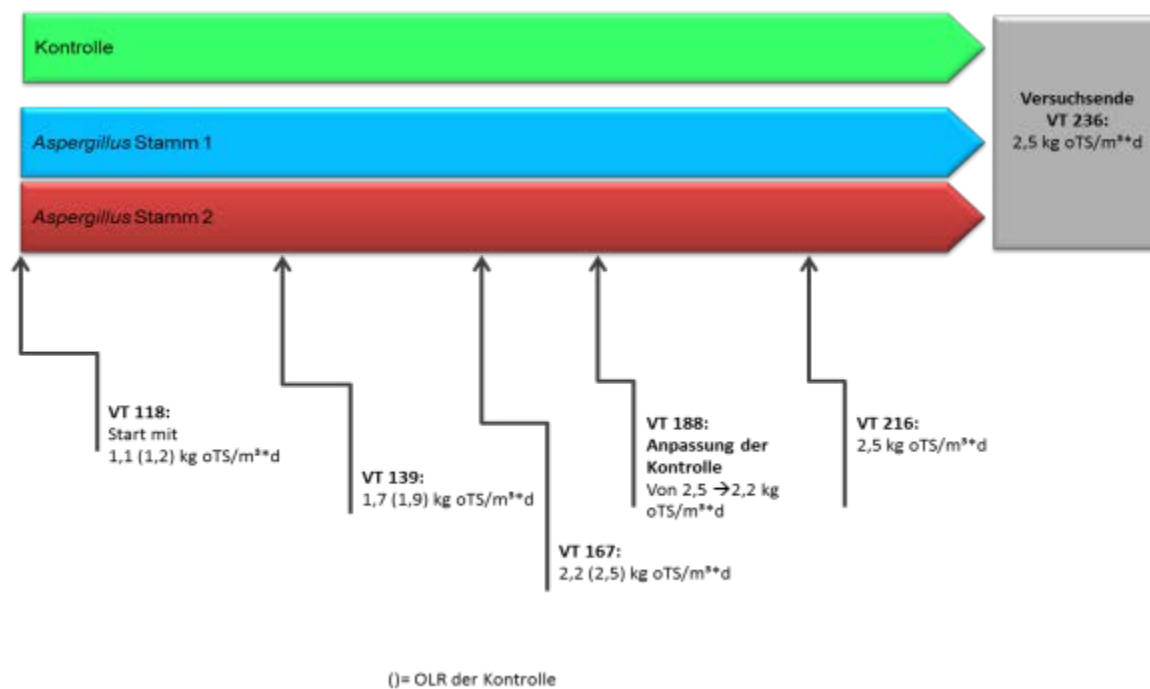 Kontrolle
Aspergillus Stamm 1
Aspergillus Stamm 2
Versuchsende
VT 236:
2,5 kg oTS/m³*d
VT 118:
Start mit
1,1 (1,2) kg oTS/m³*d
VT 139:
1,7 (1,9) kg oTS/m³*d
VT 167:
2,2 (2,5) kg oTS/m³*d
VT 188:
Anpassung der
Kontrolle
Von 2,5 →2,2 kg
oTS/m³*d
VT 216:
2,5 kg oTS/m³*d
()= OLR der Kontrolle